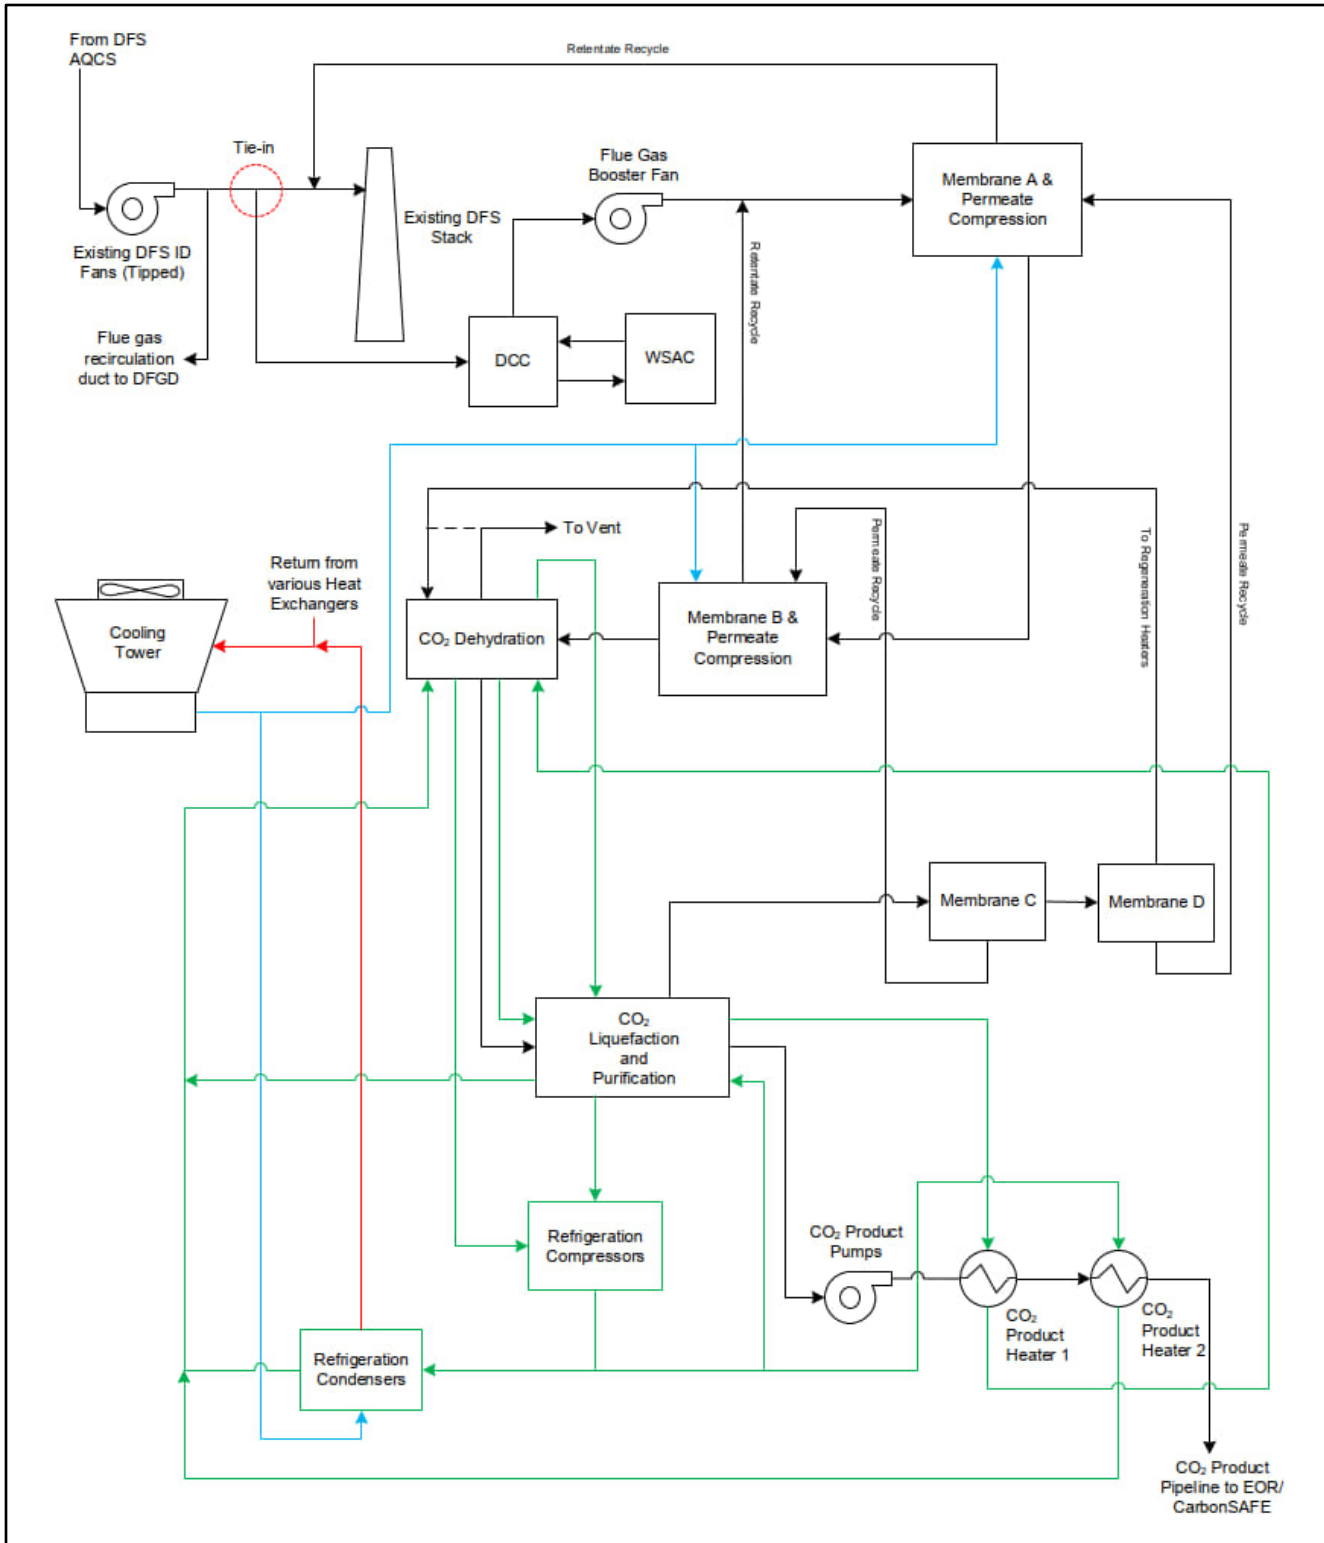 From DFS
AQCS
Retentate Recycle
Tie-in
Flue Gas
Booster Fan
Membrane A &
Permeate
Compression
Existing DFS
Stack
Existing DFS ID
Fans (Tipped)
Retentate Recycle
Flue gas
recirculation
duct to DFGD
DCC
WSAC
To Vent
Permeate Recycle
To Regeneration Heaters
Permeate Recycle
Return from
various Heat
Exchangers
Cooling
Tower
CO₂ Dehydration
Membrane B &
Permeate
Compression
Membrane C
Membrane D
CO₂
Liquefaction
and
Purification
Refrigeration
Compressors
CO₂ Product
Pumps
CO₂
Product
Heater 1
CO₂
Product
Heater 2
Refrigeration
Condensers
CO₂ Product
Pipeline to EOR/
CarbonSAFE